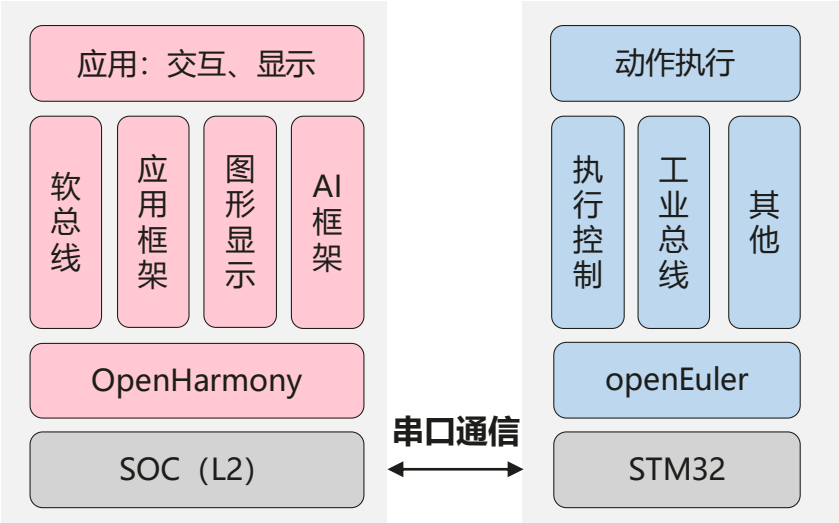 应用：交互、显示
软总线
应用框架
图形显示
AI框架
OpenHarmony
SOC（L2）
串口通信
动作执行
执行控制
工业总线
其他
openEuler
STM32